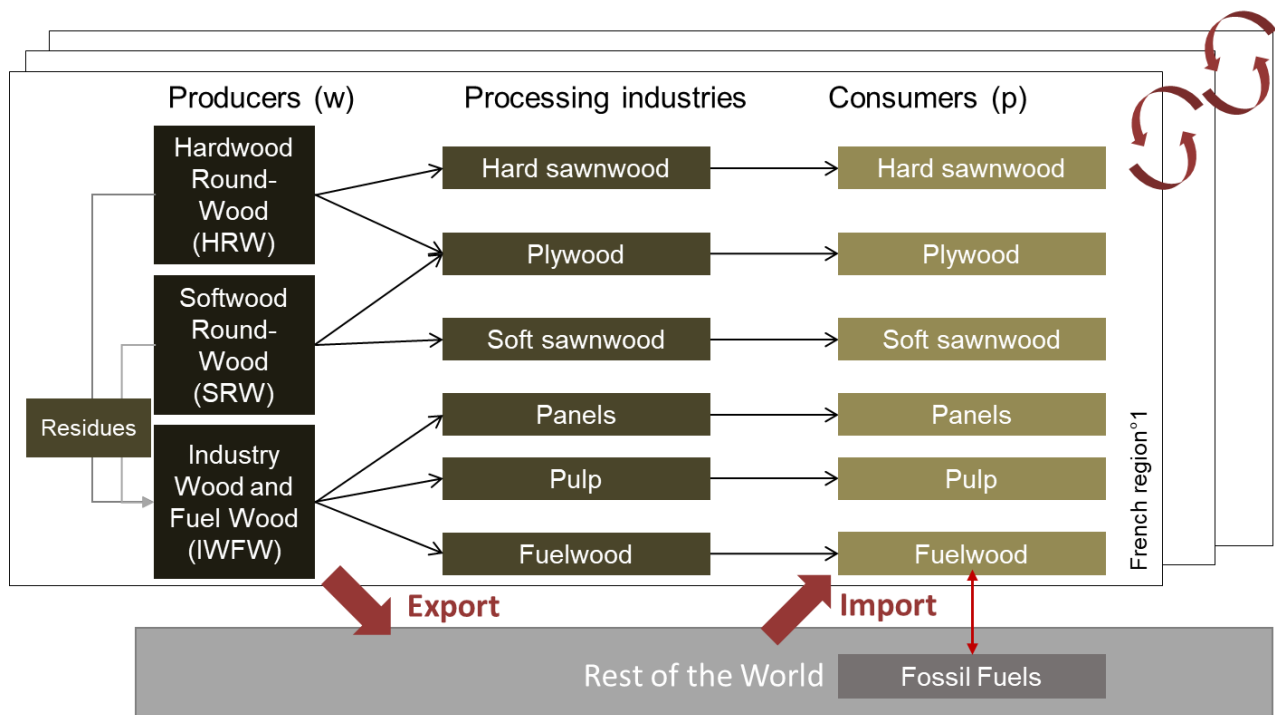 Producers (w)
Processing industries
Consumers (p)
Hardwood
Round-
Wood
(HRW)
Softwood
Round-
Wood
(SRW)
Residues
Industry
Wood and
Fuel Wood
(IWFW)
Hard sawnwood
Plywood
Soft sawnwood
Panels
Pulp
Fuelwood
Hard sawnwood
Plywood
Soft sawnwood
Panels
Pulp
Fuelwood
French region°1
Export
Import
Rest of the World
Fossil Fuels